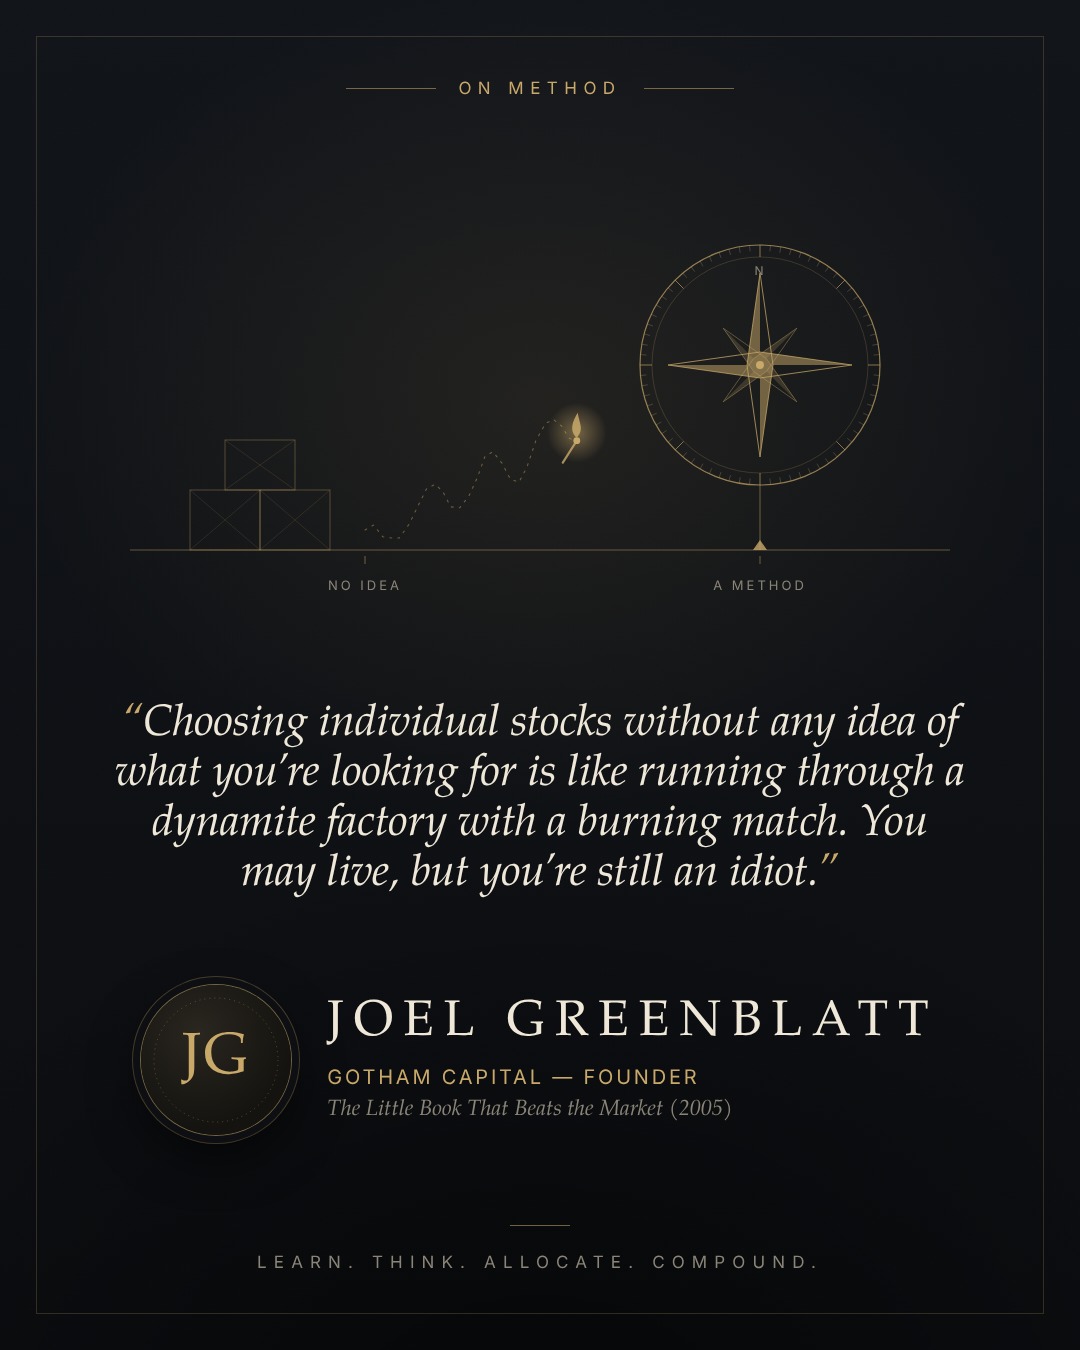 ON METHOD
N
NO IDEA
A METHOD
“Choosing individual stocks without any idea of
what you’re looking for is like running through a
dynamite factory with a burning match. You
may live, but you’re still an idiot.”
JG
JOEL GREENBLATT
GOTHAM CAPITAL — FOUNDER
The Little Book That Beats the Market (2005)
LEARN. THINK. ALLOCATE. COMPOUND.